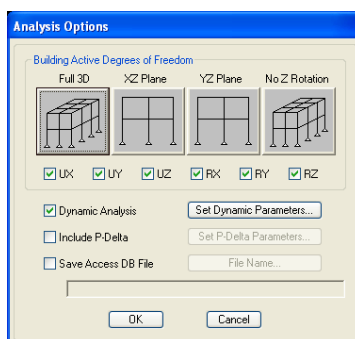 Analysis Options
Building Active Degrees of Freedom
Full 3D XZ Plane YZ Plane No Z Rotation
UX UY UZ RX RY RZ
Dynamic Analysis Set Dynamic Parameters...
Include P-Delta Set P-Delta Parameters...
Save Access DB File File Name...
OK Cancel